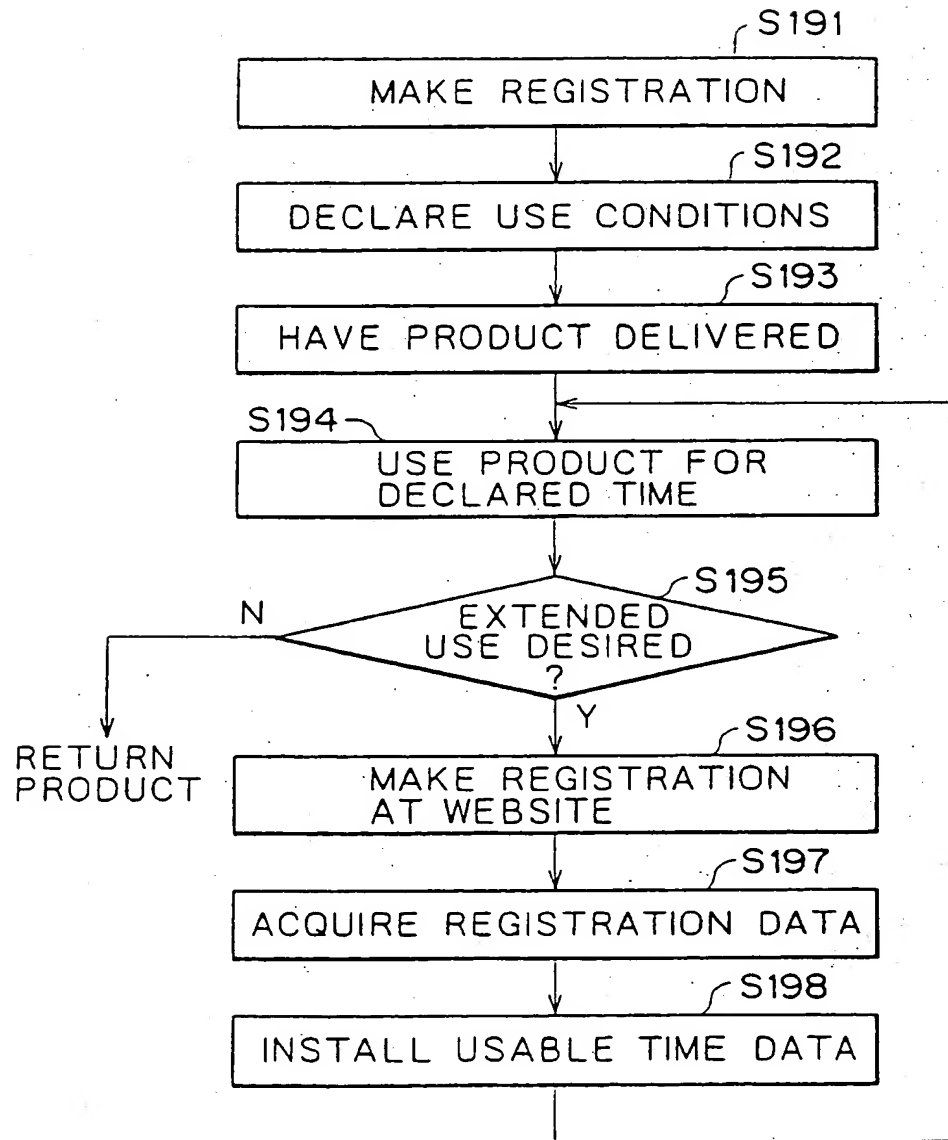 S191
MAKE REGISTRATION
S192
DECLARE USE CONDITIONS
S193
HAVE PRODUCT DELIVERED
S194
USE PRODUCT FOR
DECLARED TIME
S195
EXTENDED
USE DESIRED
?
N
Y
RETURN
PRODUCT
S196
MAKE REGISTRATION
AT WEBSITE
S197
ACQUIRE REGISTRATION DATA
S198
INSTALL USABLE TIME DATA